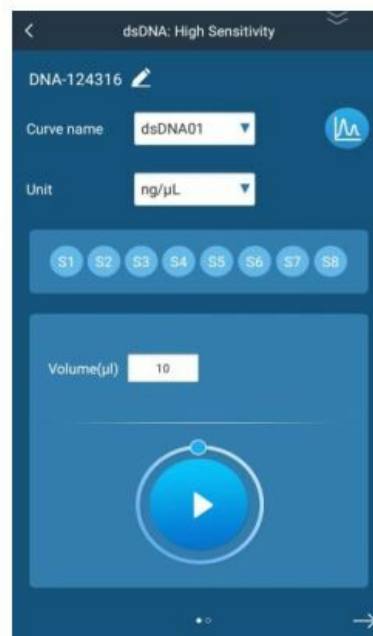 dsDNA: High Sensitivity
DNA-124316
Curve name dsDNA01
Unit ng/µL
S1 S2 S3 S4 S5 S6 S7 S8
Volume(µl) 10